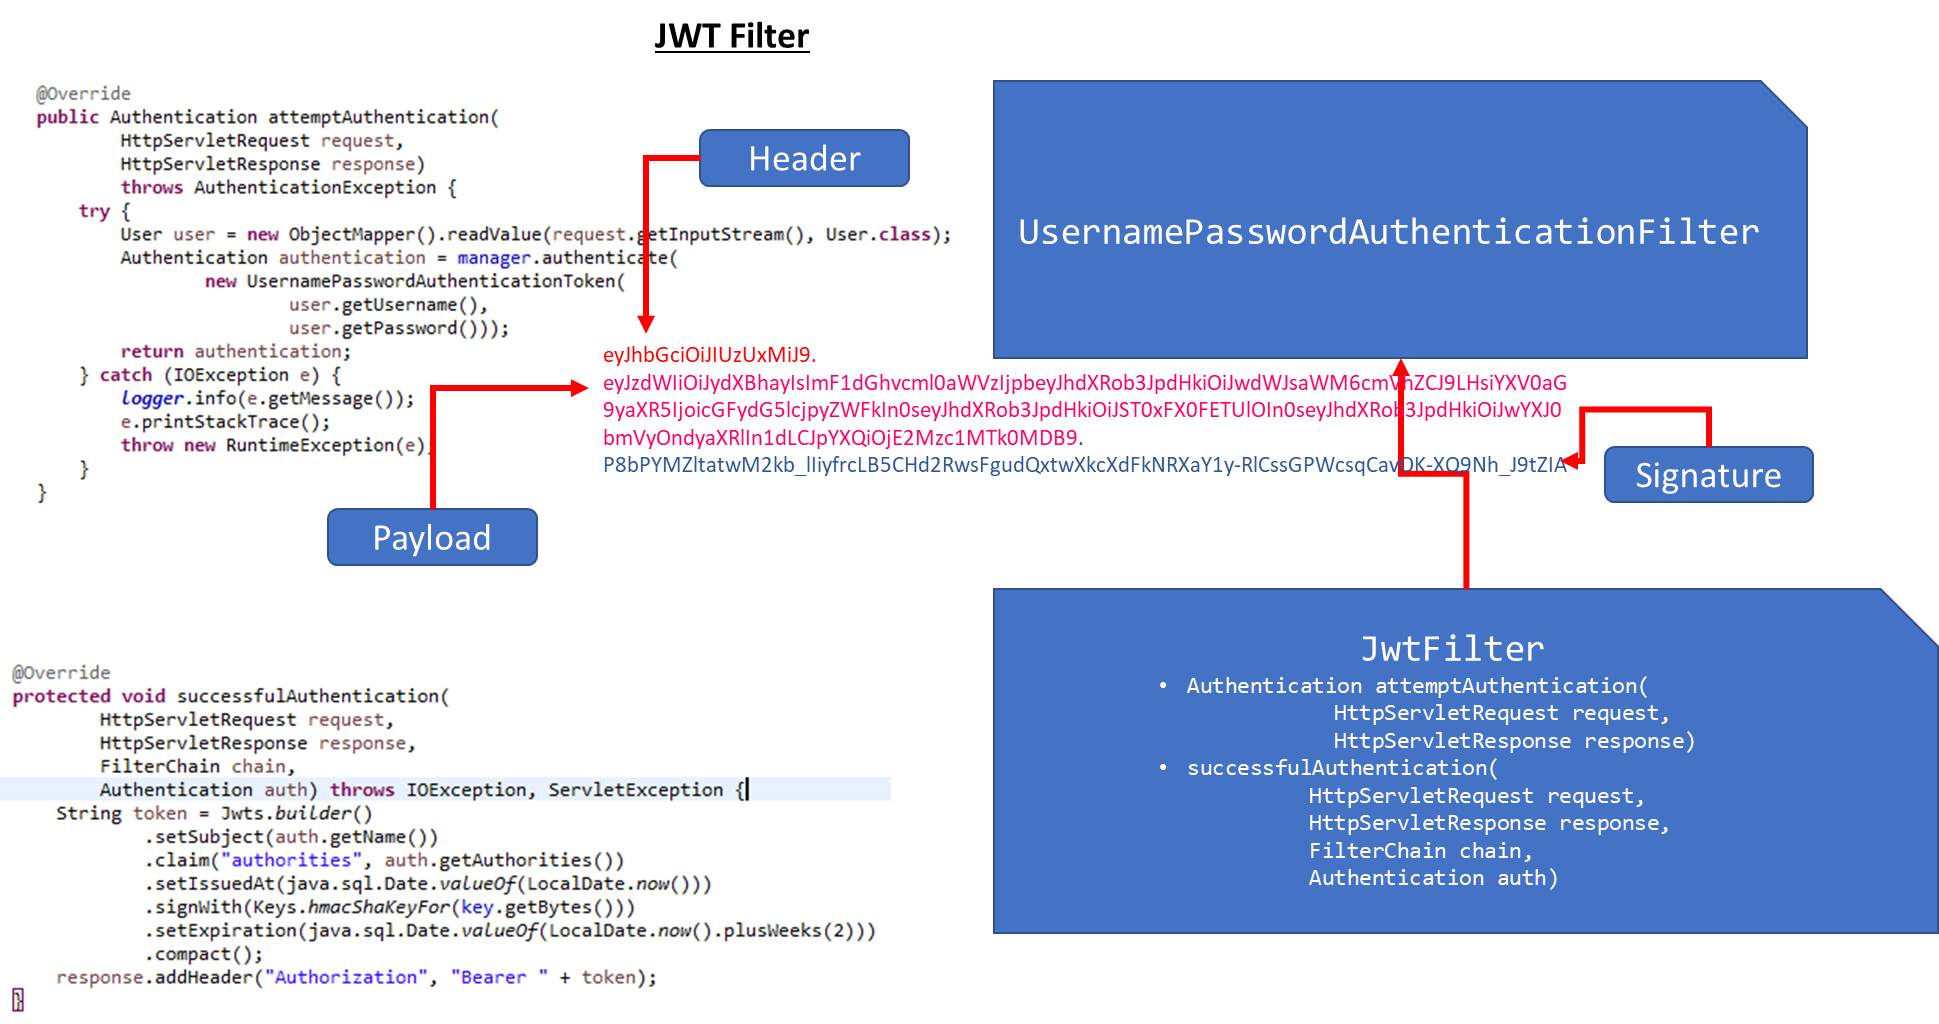 JWT Filter
@Override
public Authentication attemptAuthentication(
HttpServletRequest request,
HttpServletResponse response)
throws AuthenticationException {
try {
User user = new ObjectMapper().readValue(request.getInputStream(), User.class);
Authentication authentication = manager.authenticate(
new UsernamePasswordAuthenticationToken(
user.getUsername(),
user.getPassword()));
return authentication;
} catch (IOException e) {
logger.info(e.getMessage());
e.printStackTrace();
throw new RuntimeException(e);
}
}
Header
UsernamePasswordAuthenticationFilter
eyJhbGciOiJIUzUxMiJ9.
eyJzdWIiOiJydXBhayIsImF1dGhvcml0aWVzIjpbeyJhdXRob3JpdHkiOiJwdWJsaWM6cmVhZCJ9LHsiYXV0aG
9yaXR5IjoicGFydG5lcjpyZWFkIn0seyJhdXRob3JpdHkiOiJST0xFX0FETUlOIn0seyJhdXRob3JpdHkiOiJwYXJ0
bmVyOndyaXRlIn1dLCJpYXQiOjE2Mzc1MTk0MDB9.
P8bPYMZltatwM2kb_lIiyfrcLB5CHd2RwsFgudQxtwXkcXdFkNRXaY1y-RlCssGPWcsqCavDK-XQ9Nh_J9tZIA
Signature
Payload
@Override
protected void successfulAuthentication(
HttpServletRequest request,
HttpServletResponse response,
FilterChain chain,
Authentication auth) throws IOException, ServletException {
String token = Jwts.builder()
.setSubject(auth.getName())
.claim("authorities", auth.getAuthorities())
.setIssuedAt(java.sql.Date.valueOf(LocalDate.now()))
.signWith(Keys.hmacShaKeyFor(key.getBytes()))
.setExpiration(java.sql.Date.valueOf(LocalDate.now().plusWeeks(2)))
.compact();
response.addHeader("Authorization", "Bearer " + token);
}
JwtFilter
• Authentication attemptAuthentication(
HttpServletRequest request,
HttpServletResponse response)
• successfulAuthentication(
HttpServletRequest request,
HttpServletResponse response,
FilterChain chain,
Authentication auth)